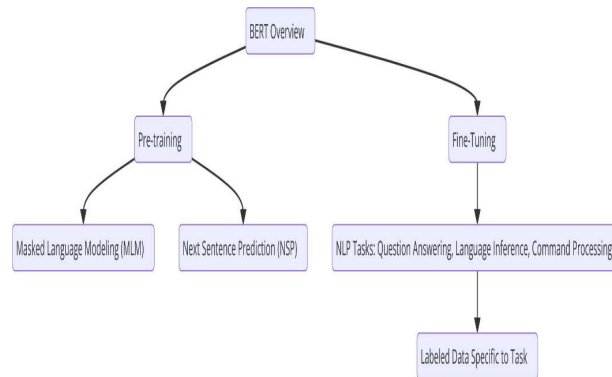 BERT Overview
Pre-training
Fine-Tuning
Masked Language Modeling (MLM)
Next Sentence Prediction (NSP)
NLP Tasks: Question Answering, Language Inference, Command Processing
Labeled Data Specific to Task